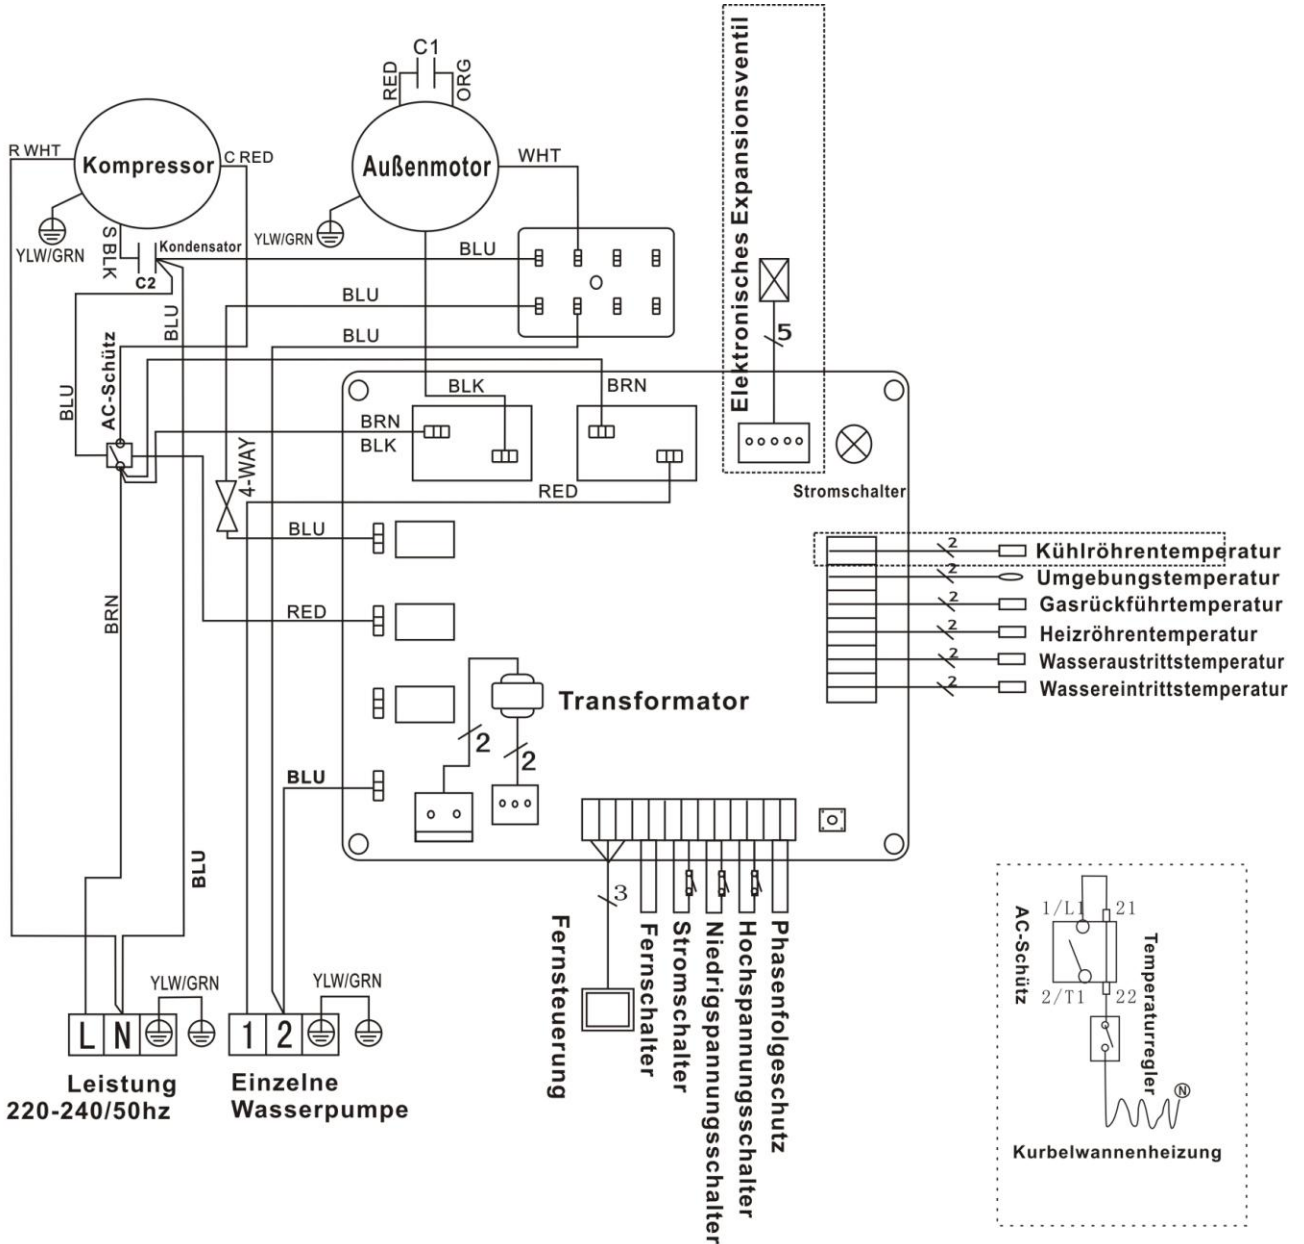 C1
RED
ORG
Elektronisches Expansionsventil
R WHT
Kompressor
C RED
Außenmotor
WHT
YLW/GRN
S BLK
Kondensator
C2
YLW/GRN
BLU
BLU
BLU
BLU
BLU
AC-Schütz
5
BLK
BRN
BRN
BLK
4-WAY
RED
Stromschalter
BLU
RED
BRN
2
Kühlröhrentemperatur
2
Umgebungstemperatur
2
Gasrückführtemperatur
2
Heizröhrentemperatur
2
Wasseraustrittstemperatur
2
Wassereintrittstemperatur
Transformator
2
2
BLU
BLU
3
Fernsteuerung
Fernschalter
Stromschalter
Niedrigspannungsschalter
Hochspannungsschalter
Phasenfolgeschutz
YLW/GRN
YLW/GRN
L N
1 2
Leistung
220-240/50hz
Einzelne
Wasserpumpe
AC-Schütz
1/L1
21
2/T1
22
Temperaturregler
N
Kurbelwannenheizung